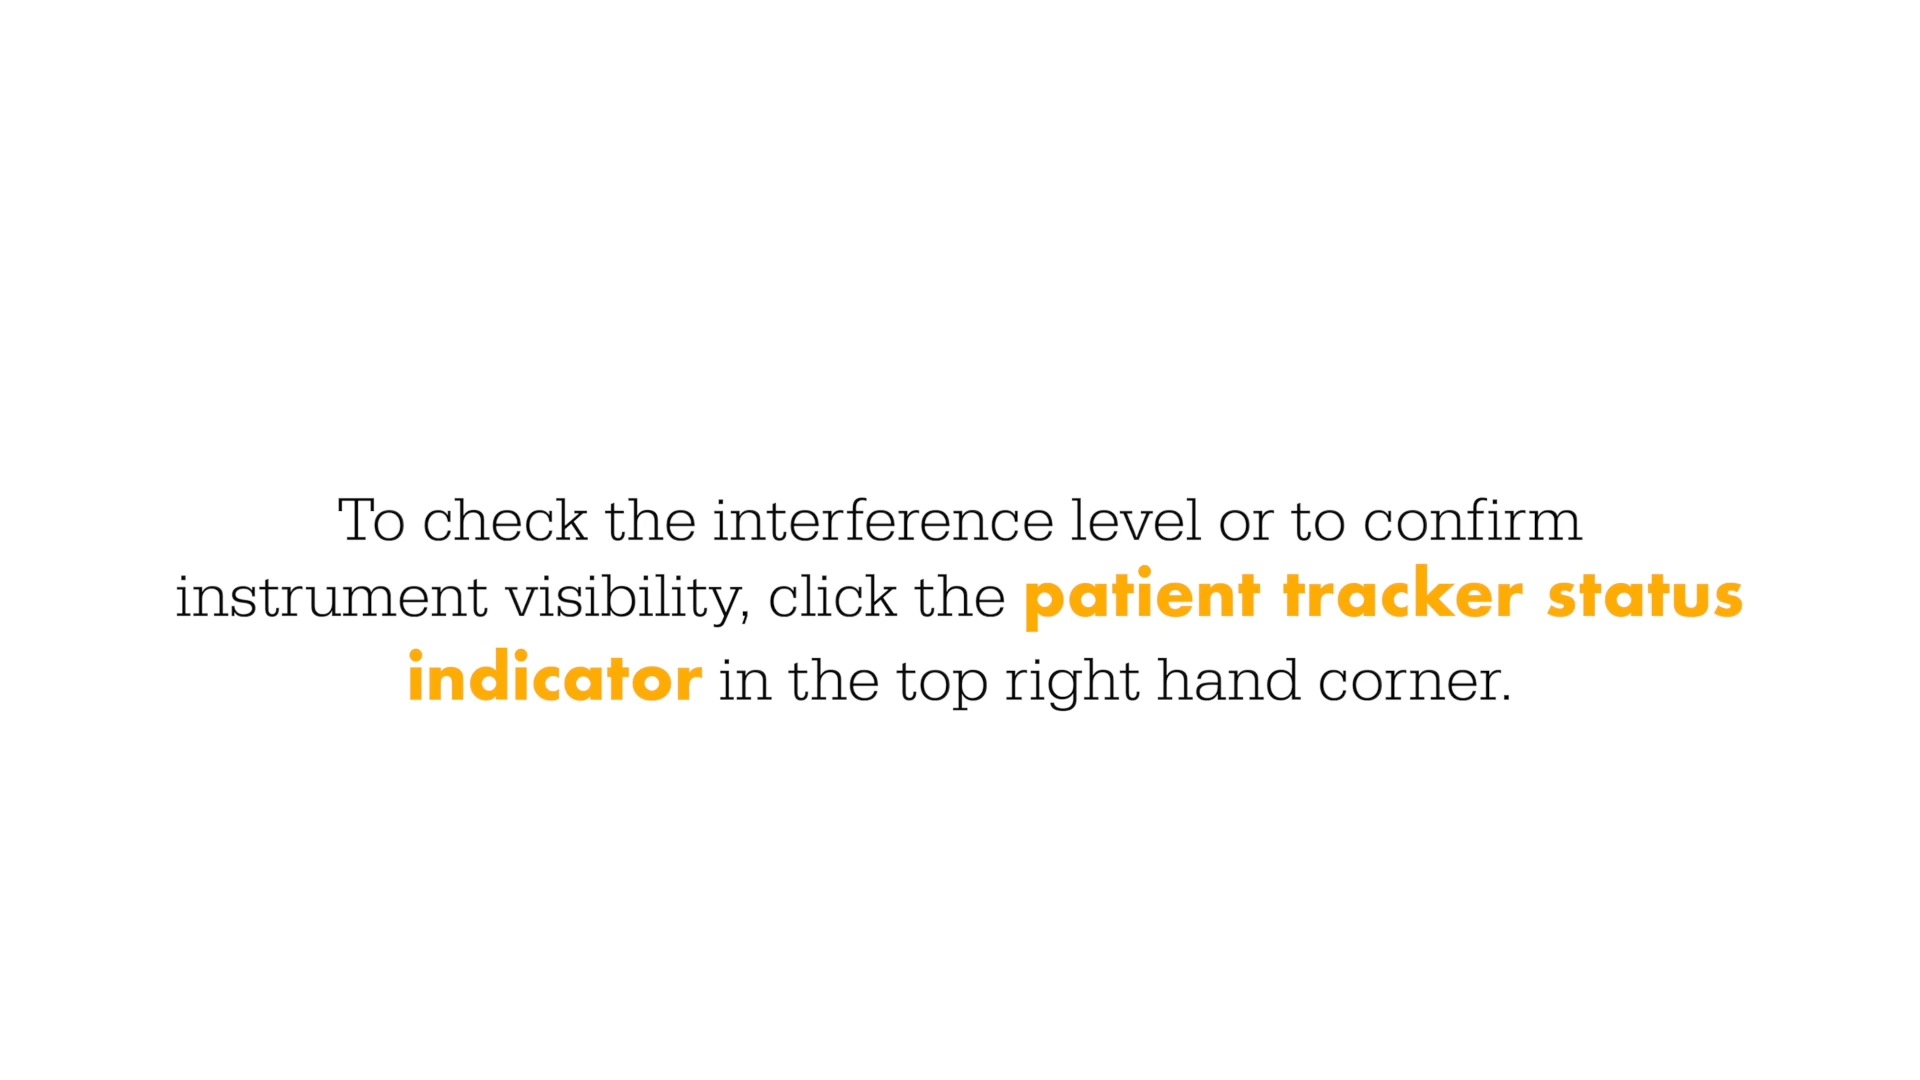 To check the interference level or to confirm
instrument visibility, click the patient tracker status
indicator in the top right hand corner.